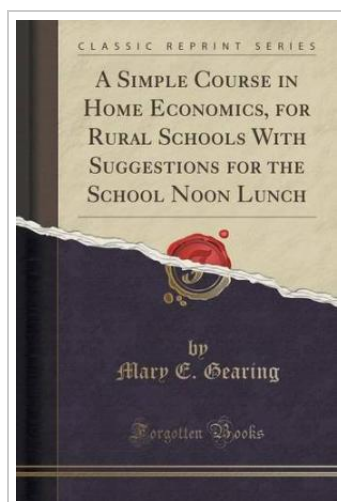 CLASSIC REPRINT SERIES
A SIMPLE COURSE IN
HOME ECONOMICS, FOR
RURAL SCHOOLS WITH
SUGGESTIONS FOR THE
SCHOOL NOON LUNCH
by
Mary E. Gearing
Forgotten Books